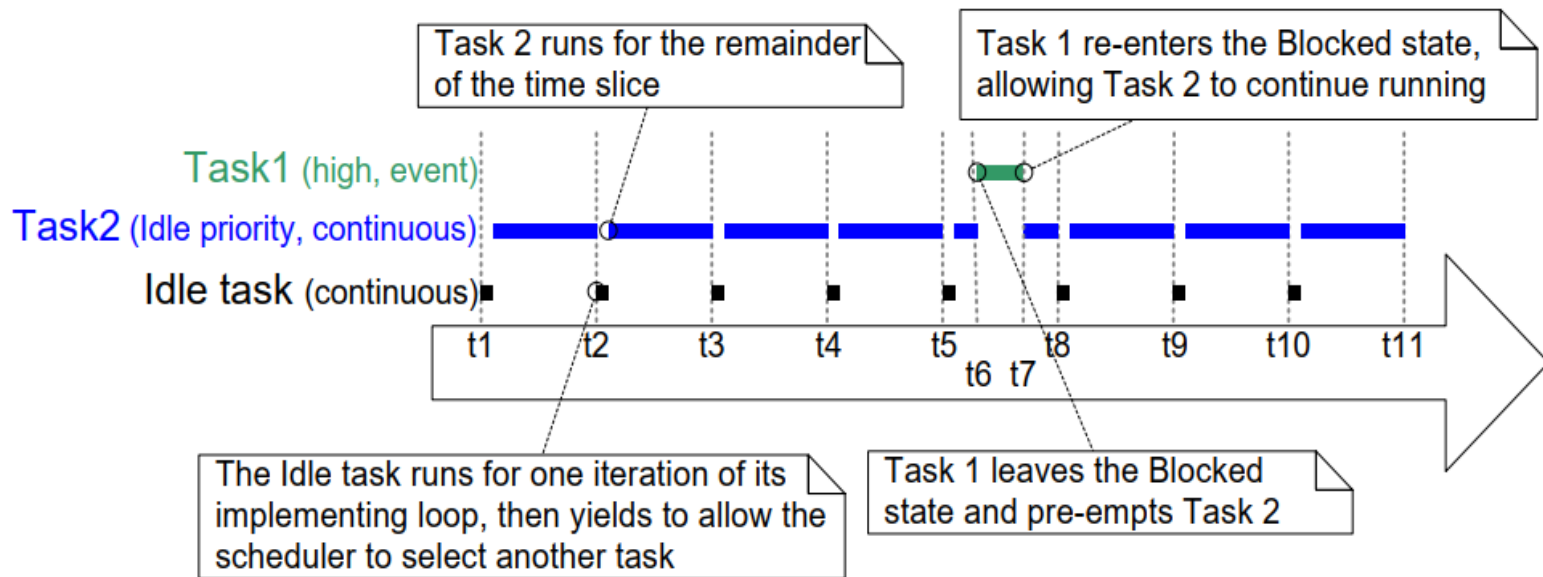 Task 2 runs for the remainder
of the time slice
Task 1 re-enters the Blocked state,
allowing Task 2 to continue running
Task1 (high, event)
Task2 (Idle priority, continuous)
Idle task (continuous)
t1 t2 t3 t4 t5 t8 t9 t10 t11
t6 t7
The Idle task runs for one iteration of its
implementing loop, then yields to allow the
scheduler to select another task
Task 1 leaves the Blocked
state and pre-empts Task 2